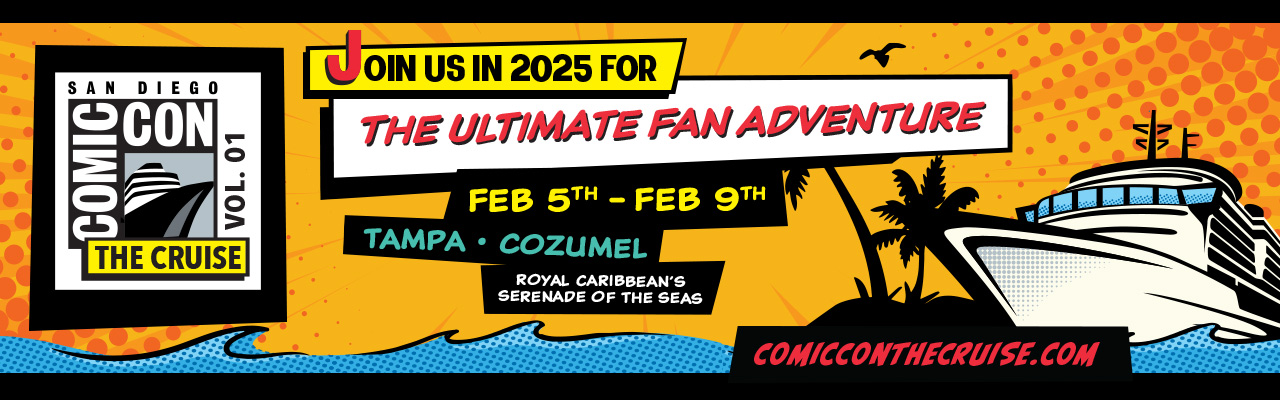 SAN DIEGO
COMIC
CON
VOL. 01
THE CRUISE
JOIN US IN 2025 FOR
THE ULTIMATE FAN ADVENTURE
FEB 5TH – FEB 9TH
TAMPA • COZUMEL
ROYAL CARIBBEAN'S
SERENADE OF THE SEAS
COMICCONTHECRUISE.COM